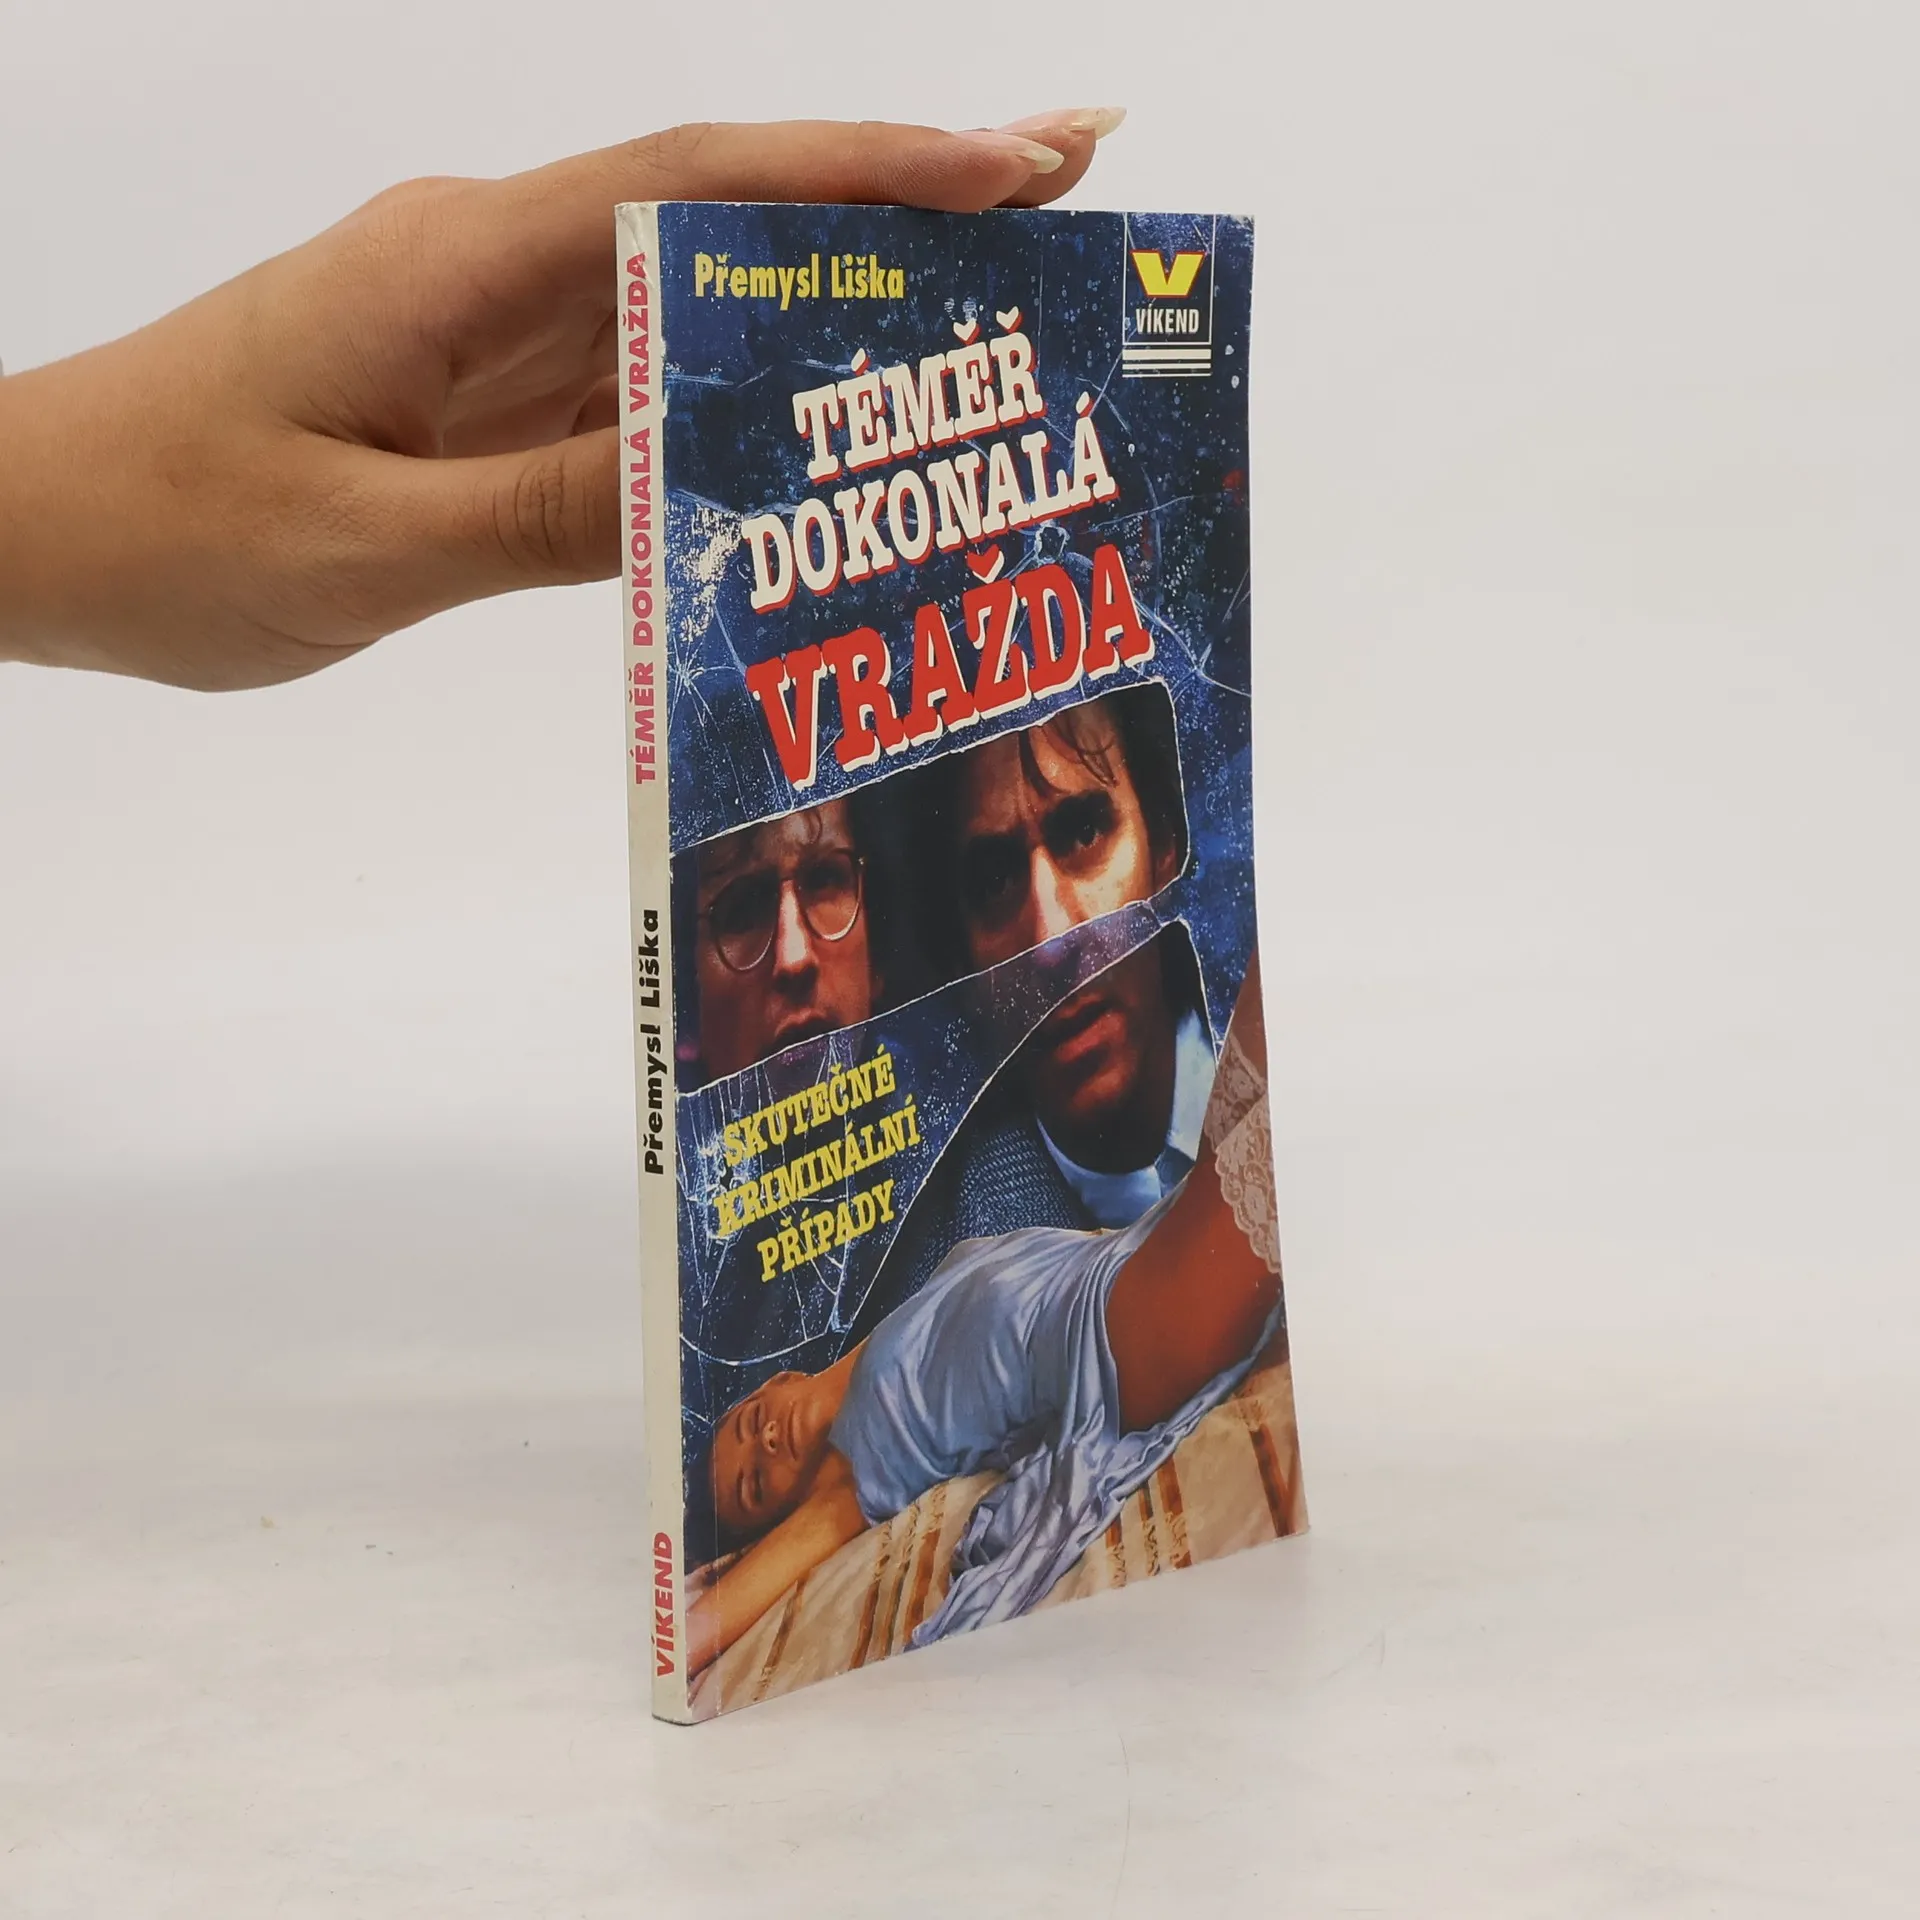 Přemysl Liška
VÍKEND
TÉMĚŘ
DOKONALÁ
VRAŽDA
SKUTEČNÉ
KRIMINÁLNÍ
PŘÍPADY
TÉMĚŘ DOKONALÁ VRAŽDA
Přemysl Liška
VÍKEND